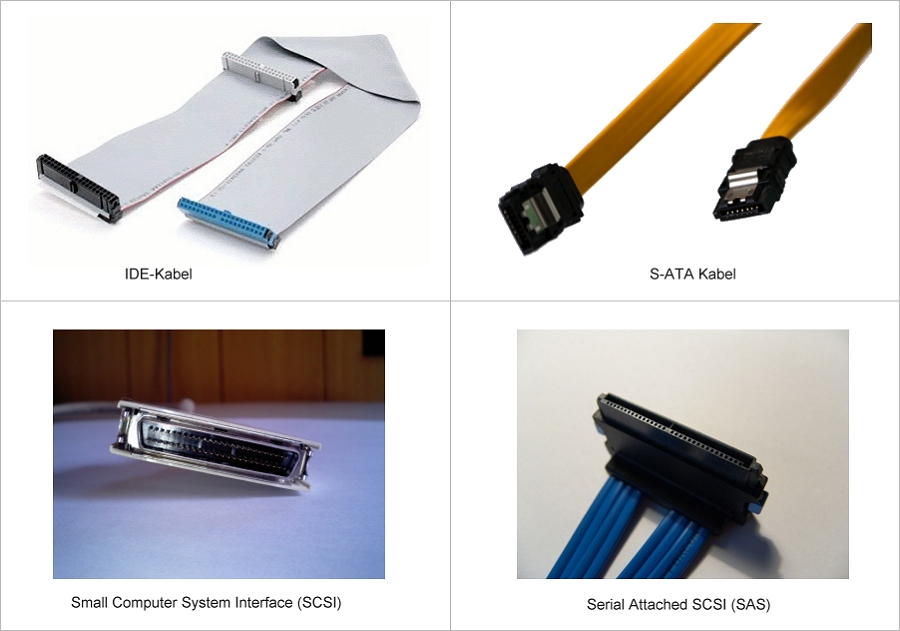 IDE-Kabel
S-ATA Kabel
Small Computer System Interface (SCSI)
Serial Attached SCSI (SAS)